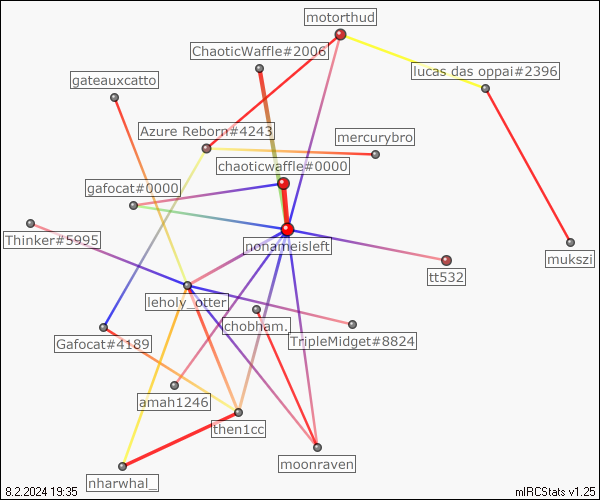 motorthud
ChaoticWaffle#2006
lucas das oppai#2396
gateauxcatto
Azure Reborn#4243
mercurybro
chaoticwaffle#0000
gafocat#0000
Thinker#5995
nonameisleft
mukszi
tt532
leholy_otter
chobham.
TripleMidget#8824
Gafocat#4189
amah1246
then1cc
moonraven
nharwhal_
8.2.2024 19:35
mIRCStats v1.25